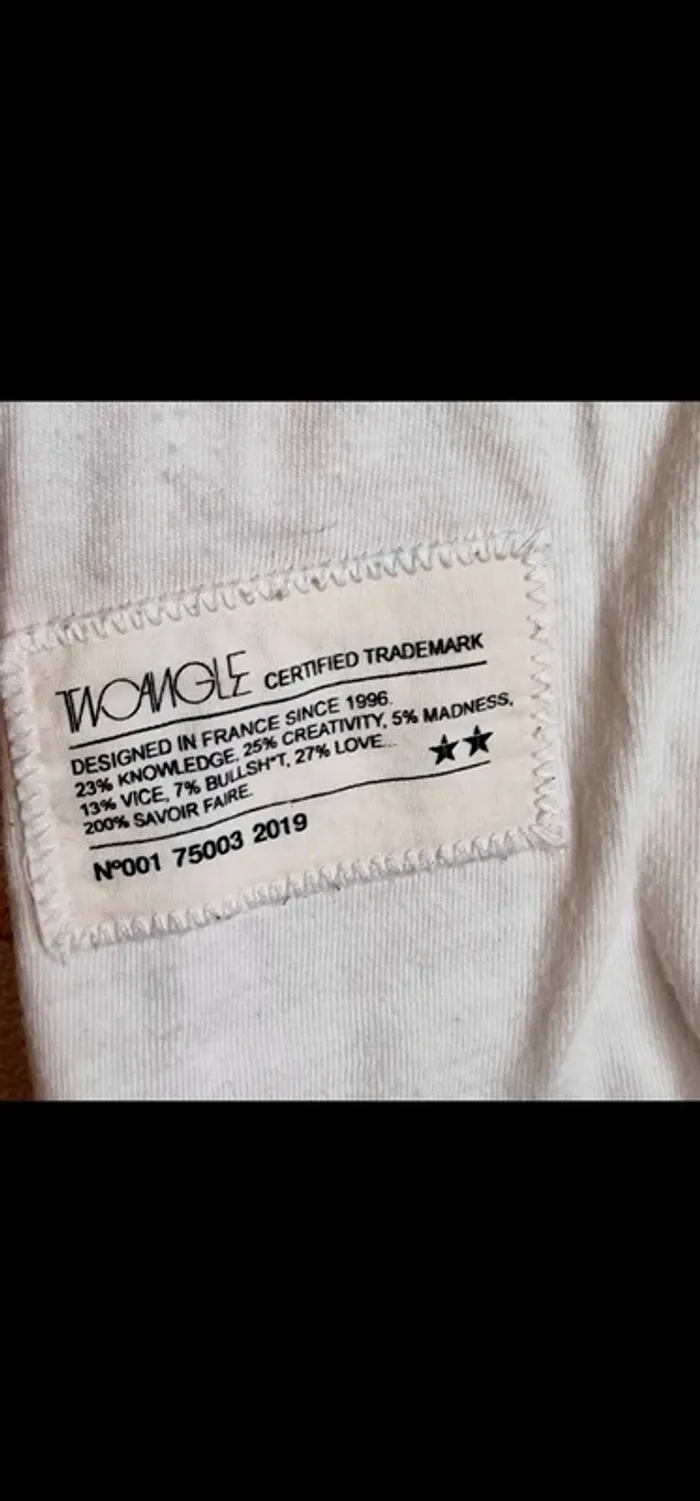 TWOANGLE CERTIFIED TRADEMARK
DESIGNED IN FRANCE SINCE 1996.
23% KNOWLEDGE, 25% CREATIVITY, 5% MADNESS,
13% VICE, 7% BULLSH*T, 27% LOVE...
200% SAVOIR FAIRE.
Nº001 75003 2019